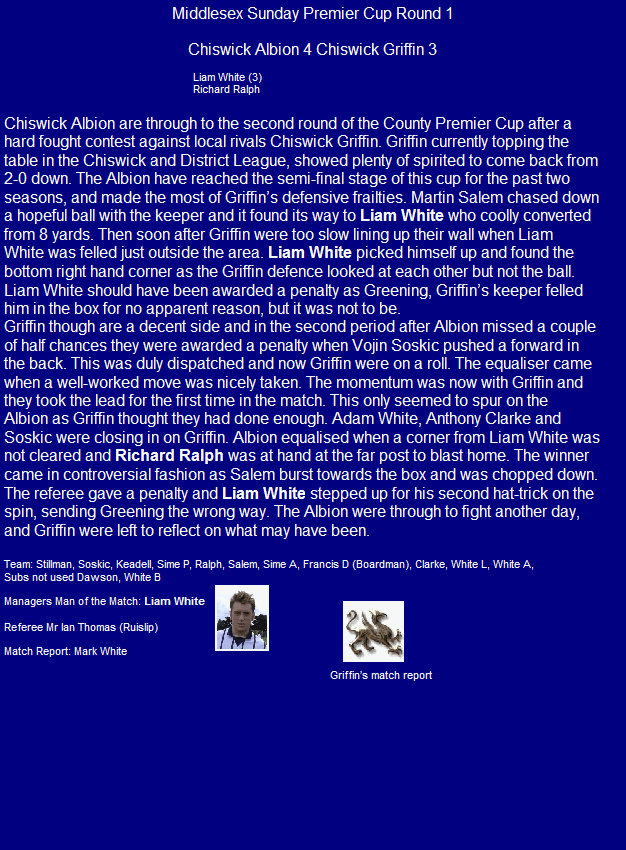 Middlesex Sunday Premier Cup Round 1
Chiswick Albion 4 Chiswick Griffin 3
Liam White (3)
Richard Ralph
Chiswick Albion are through to the second round of the County Premier Cup after a
hard fought contest against local rivals Chiswick Griffin. Griffin currently topping the
table in the Chiswick and District League, showed plenty of spirited to come back from
2-0 down. The Albion have reached the semi-final stage of this cup for the past two
seasons, and made the most of Griffin's defensive frailties. Martin Salem chased down
a hopeful ball with the keeper and it found its way to Liam White who coolly converted
from 8 yards. Then soon after Griffin were too slow lining up their wall when Liam
White was felled just outside the area. Liam White picked himself up and found the
bottom right hand corner as the Griffin defence looked at each other but not the ball.
Liam White should have been awarded a penalty as Greening, Griffin's keeper felled
him in the box for no apparent reason, but it was not to be.
Griffin though are a decent side and in the second period after Albion missed a couple
of half chances they were awarded a penalty when Vojin Soskic pushed a forward in
the back. This was duly dispatched and now Griffin were on a roll. The equaliser came
when a well-worked move was nicely taken. The momentum was now with Griffin and
they took the lead for the first time in the match. This only seemed to spur on the
Albion as Griffin thought they had done enough. Adam White, Anthony Clarke and
Soskic were closing in on Griffin. Albion equalised when a corner from Liam White was
not cleared and Richard Ralph was at hand at the far post to blast home. The winner
came in controversial fashion as Salem burst towards the box and was chopped down.
The referee gave a penalty and Liam White stepped up for his second hat-trick on the
spin, sending Greening the wrong way. The Albion were through to fight another day,
and Griffin were left to reflect on what may have been.
Team: Stillman, Soskic, Keadell, Sime P, Ralph, Salem, Sime A, Francis D (Boardman), Clarke, White L, White A,
Subs not used Dawson, White B
Managers Man of the Match: Liam White
Referee Mr Ian Thomas (Ruislip)
Match Report: Mark White
Griffin's match report